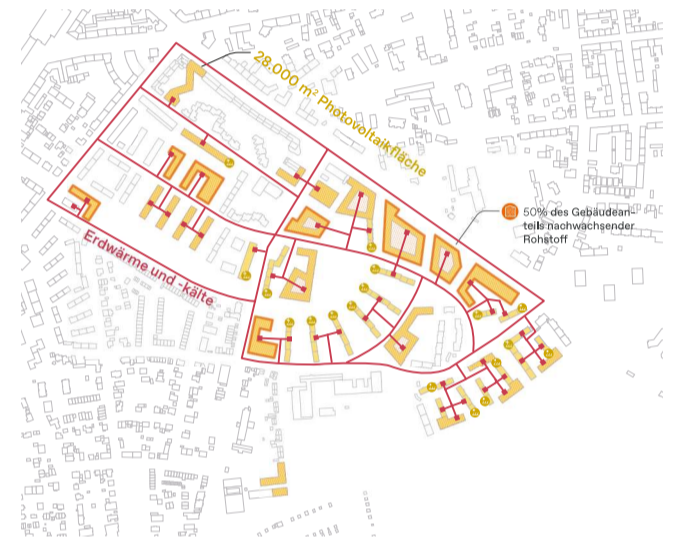 28.000 m² Photovoltaikfläche
50% des Gebäudean-
teils nachwachsender
Rohstoff
Erdwärme und -kälte